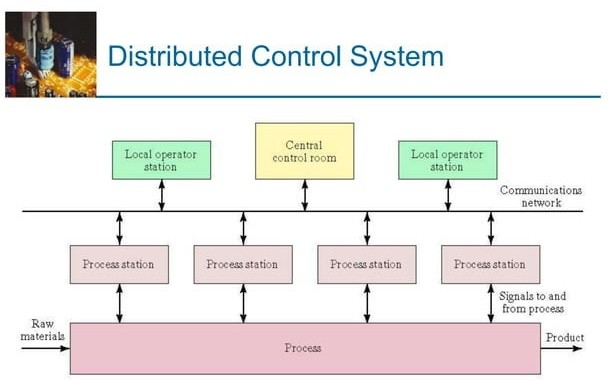 Distributed Control System
Local operator
station
Central
control room
Local operator
station
Communications
network
Process station
Process station
Process station
Process station
Signals to and
from process
Raw
materials
Process
Product